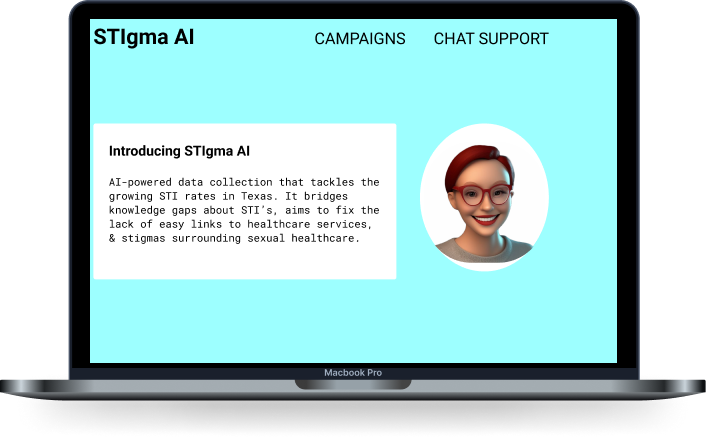 STIgma AI
CAMPAIGNS
CHAT SUPPORT
Introducing STIgma AI
AI-powered data collection that tackles the
growing STI rates in Texas. It bridges
knowledge gaps about STI's, aims to fix the
lack of easy links to healthcare services,
& stigmas surrounding sexual healthcare.
Macbook Pro